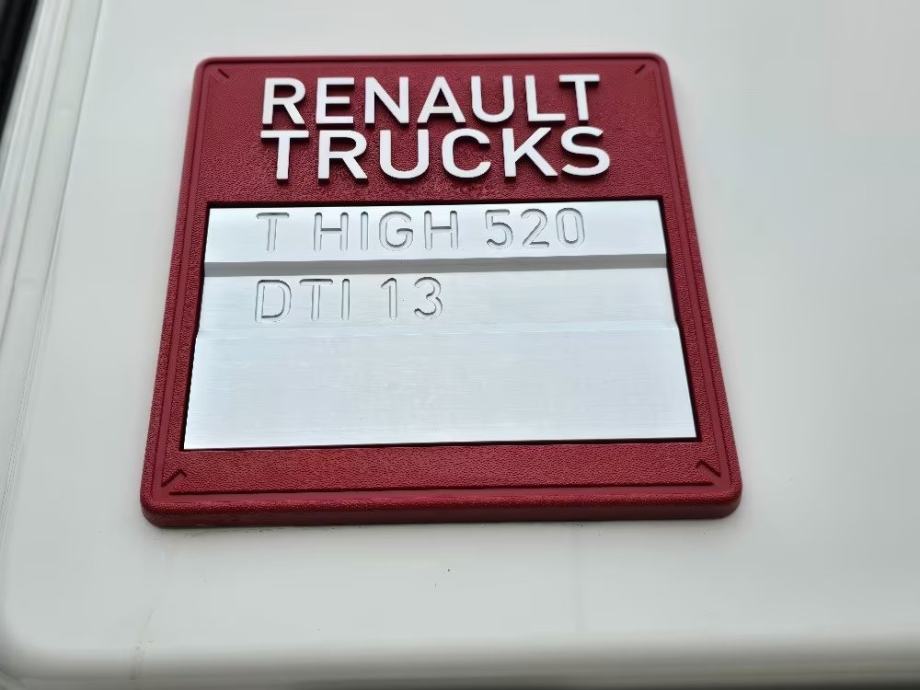 RENAULT
TRUCKS
T HIGH 520
DTI 13